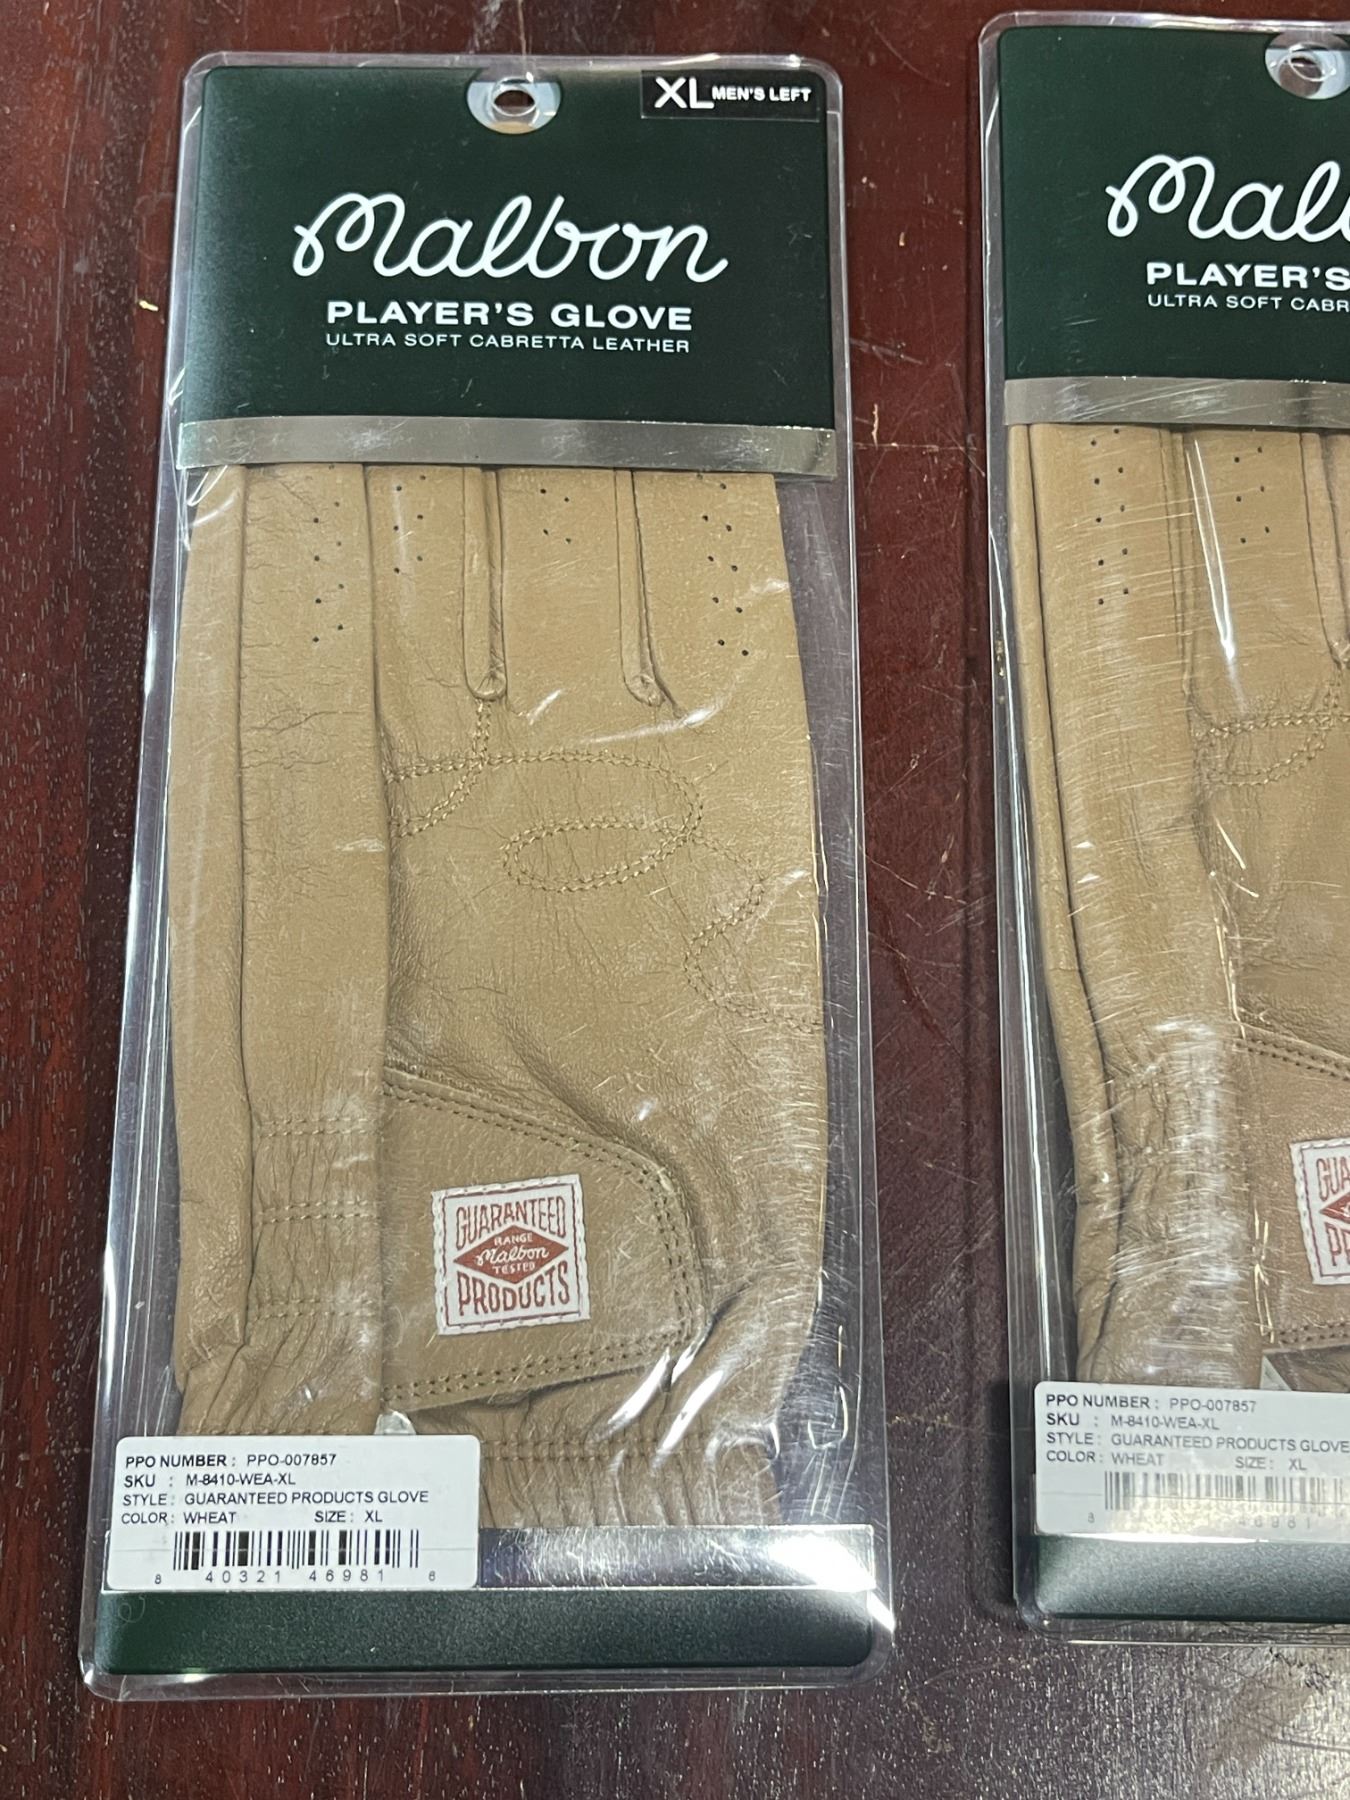 XL MEN'S LEFT
Malbon
PLAYER'S GLOVE
ULTRA SOFT CABRETTA LEATHER
GUARANTEED
RANGE
Malbon
TESTED
PRODUCTS
PPO NUMBER : PPO-007857
SKU : M-8410-WEA-XL
STYLE : GUARANTEED PRODUCTS GLOVE
COLOR : WHEAT SIZE : XL
8 40321 46981 6
PLAYER'S
ULTRA SOFT
PPO NUMBER : PPO-007857
SKU : M-8410-WEA-XL
STYLE : GUARANTEED PRODUCTS GLOVE
COLOR : WHEAT SIZE : XL